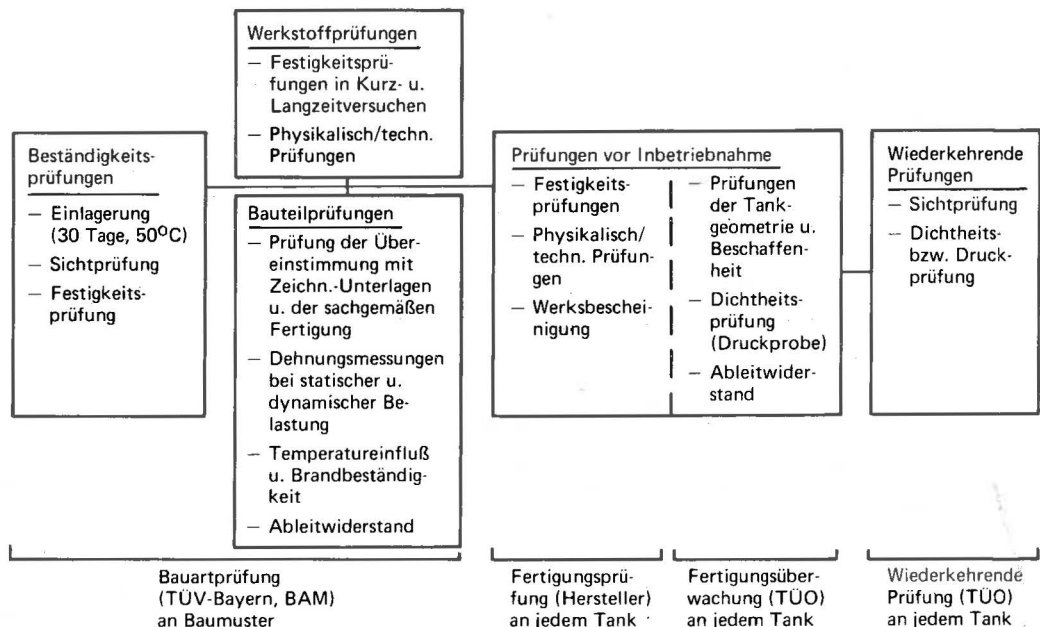 Werkstoffprüfungen
— Festigkeitsprü-
fungen in Kurz- u.
Langzeitversuchen
— Physikalisch/techn.
Prüfungen
Beständigkeits-
prüfungen
— Einlagerung
(30 Tage, 50°C)
— Sichtprüfung
— Festigkeits-
prüfung
Bauteilprüfungen
— Prüfung der Über-
einstimmung mit
Zeichn.-Unterlagen
u. der sachgemäßen
Fertigung
— Dehnungsmessungen
bei statischer u.
dynamischer Be-
lastung
— Temperatureinfluß
u. Brandbeständig-
keit
— Ableitwiderstand
Prüfungen vor Inbetriebnahme
— Festigkeits-
prüfungen
— Physikalisch/
techn. Prüfun-
gen
— Werksbeschei-
nigung
— Prüfungen
der Tank-
geometrie u.
Beschaffen-
heit
— Dichtheits-
prüfung
(Druckprobe)
— Ableitwider-
stand
Wiederkehrende
Prüfungen
— Sichtprüfung
— Dichtheits-
bzw. Druck-
prüfung
Bauartprüfung
(TÜV-Bayern, BAM)
an Baumuster
Fertigungsprü-
fung (Hersteller)
an jedem Tank
Fertigungsüber-
wachung (TÜO)
an jedem Tank
Wiederkehrende
Prüfung (TÜO)
an jedem Tank